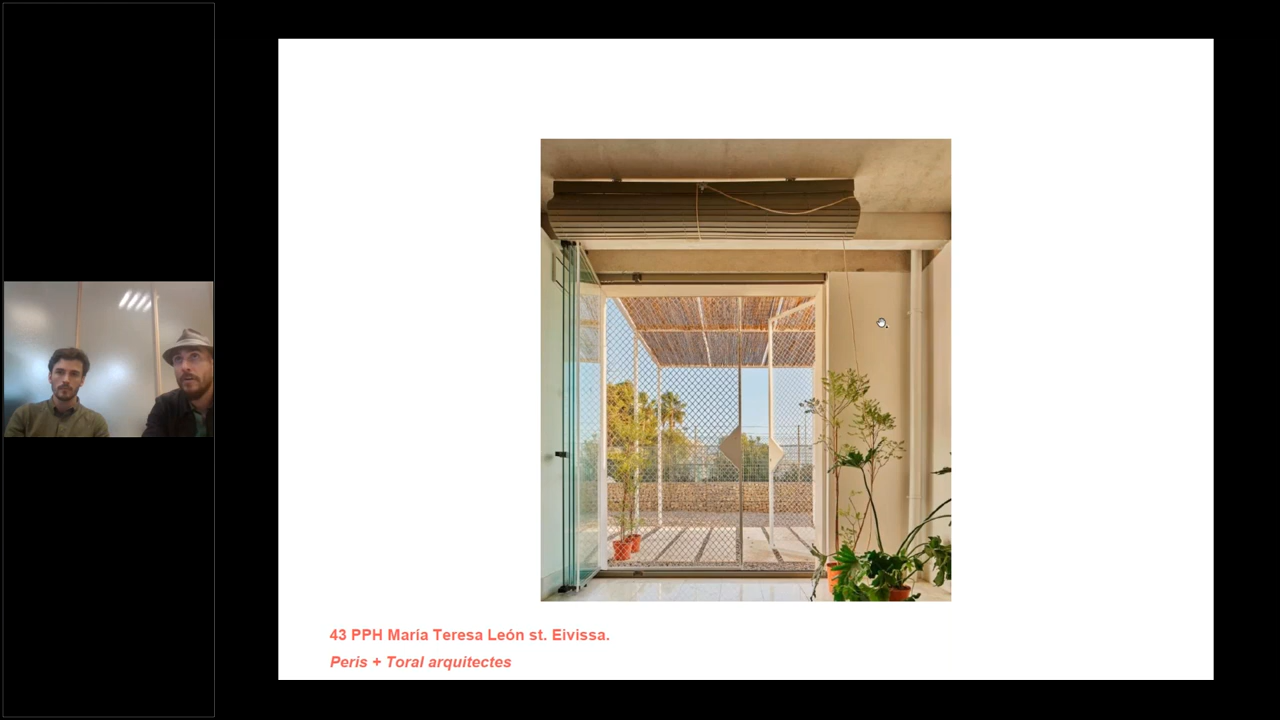 43 PPH María Teresa León st. Eivissa.
Peris + Toral arquitectes